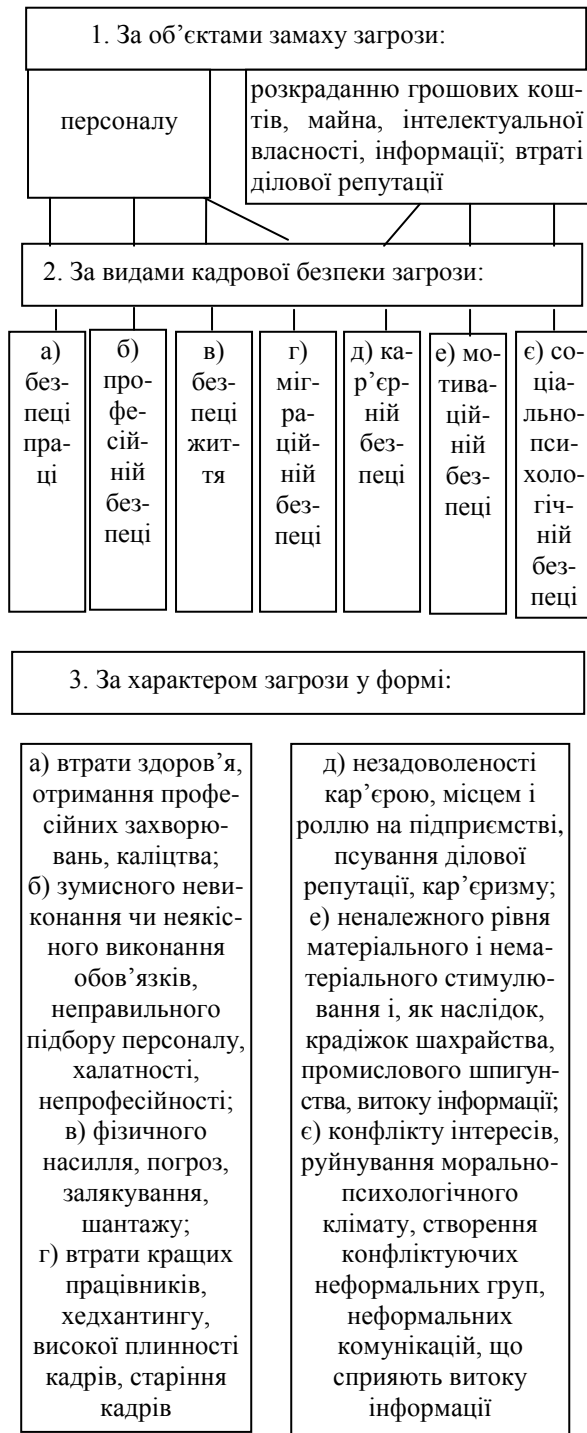 1. За об’єктами замаху загрози:
персоналу
розкраданню грошових кош-
тів, майна, інтелектуальної
власності, інформації; втраті
ділової репутації
2. За видами кадрової безпеки загрози:
а)
без-
пеці
пра-
ці
б)
про-
фе-
сій-
ній
без-
пеці
в)
без-
пеці
жит-
тя
г)
міг-
ра-
цій-
ній
без-
пеці
д) ка-
р’єр-
ній
без-
пеці
е) мо-
тива-
цій-
ній
без-
пеці
є) со-
ціа-
льно-
пси-
холо-
гіч-
ній
без-
пеці
3. За характером загрози у формі:
а) втрати здоров’я,
отримання профе-
сійних захворю-
вань, каліцтва;
б) зумисного неви-
конання чи неякіс-
ного виконання
обов’язків,
неправильного
підбору персоналу,
халатності,
непрофесійності;
в) фізичного
насилля, погроз,
залякування,
шантажу;
г) втрати кращих
працівників,
хедхантингу,
високої плинності
кадрів, старіння
кадрів
д) незадоволеності
кар’єрою, місцем і
роллю на підприємстві,
псування ділової
репутації, кар’єризму;
е) неналежного рівня
матеріального і нема-
теріального стимулю-
вання і, як наслідок,
крадіжок шахрайства,
промислового шпигун-
ства, витоку інформації;
є) конфлікту інтересів,
руйнування морально-
психологічного
клімату, створення
конфліктуючих
неформальних груп,
неформальних
комунікацій, що
сприяють витоку
інформації